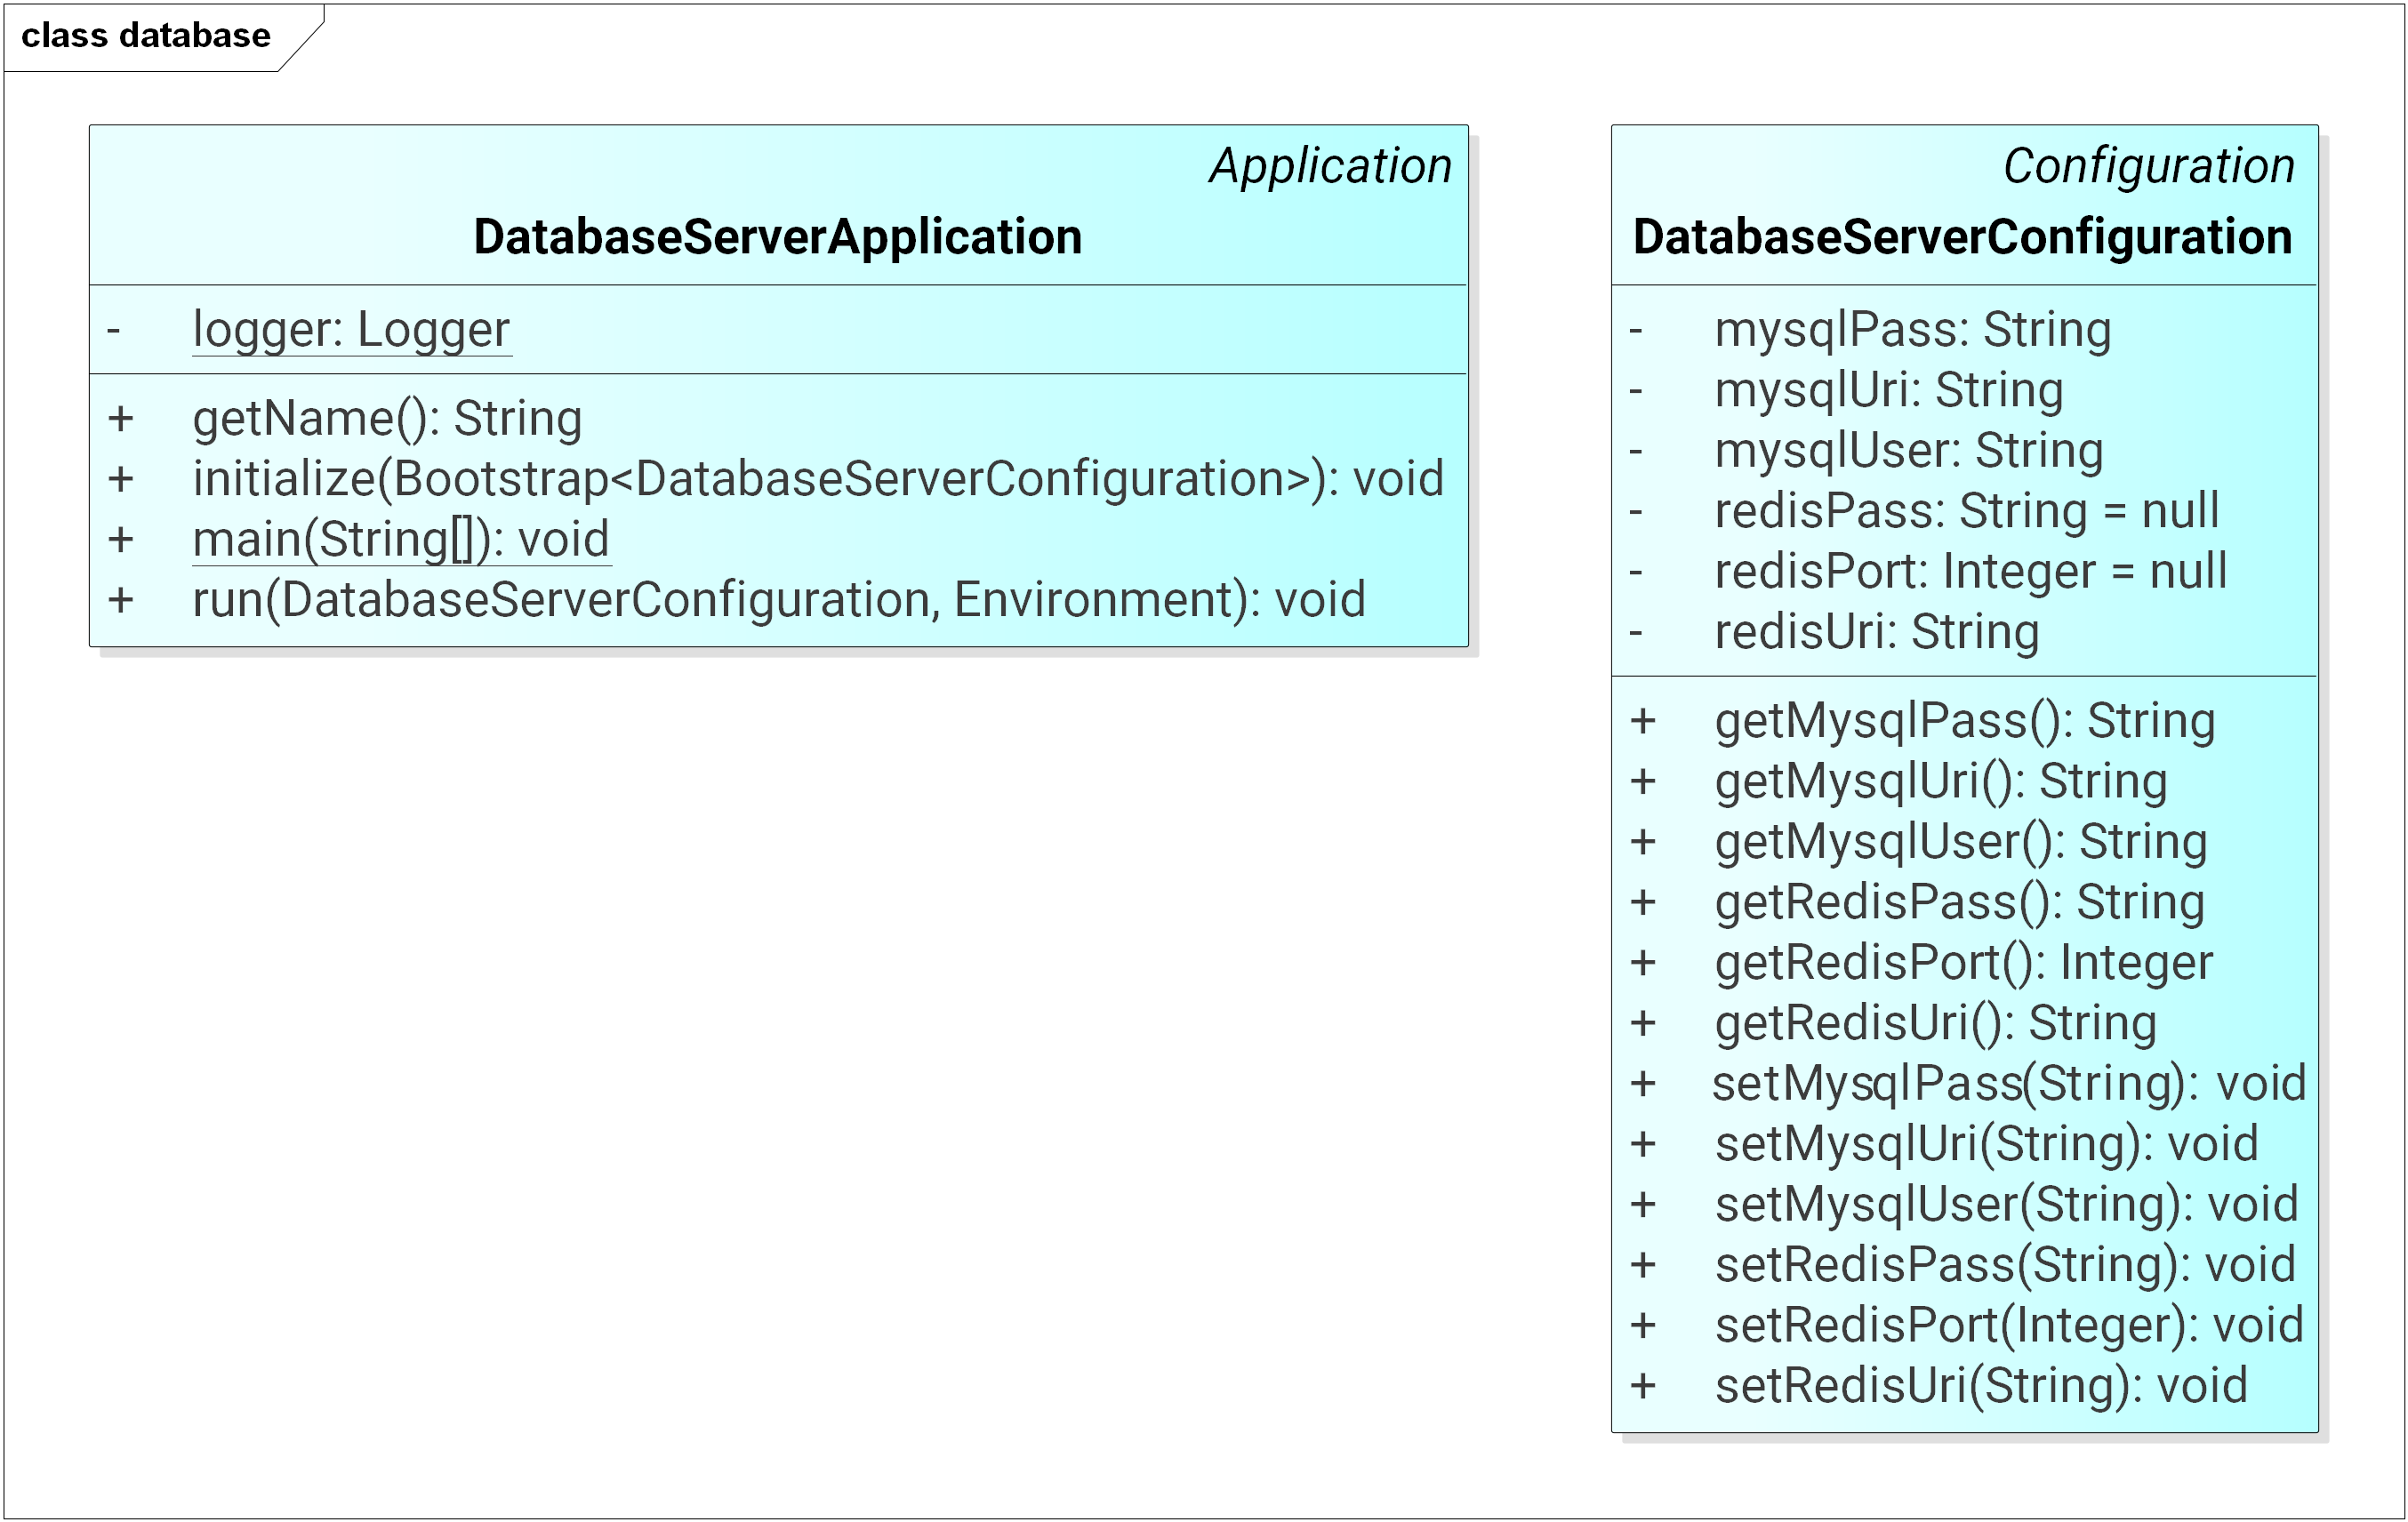 class database
Application
DatabaseServerApplication
- logger: Logger
+ getName(): String
+ initialize(Bootstrap<DatabaseServerConfiguration>): void
+ main(String[]): void
+ run(DatabaseServerConfiguration, Environment): void
Configuration
DatabaseServerConfiguration
- mysqlPass: String
- mysqlUri: String
- mysqlUser: String
- redisPass: String = null
- redisPort: Integer = null
- redisUri: String
+ getMysqlPass(): String
+ getMysqlUri(): String
+ getMysqlUser(): String
+ getRedisPass(): String
+ getRedisPort(): Integer
+ getRedisUri(): String
+ setMysqlPass(String): void
+ setMysqlUri(String): void
+ setMysqlUser(String): void
+ setRedisPass(String): void
+ setRedisPort(Integer): void
+ setRedisUri(String): void